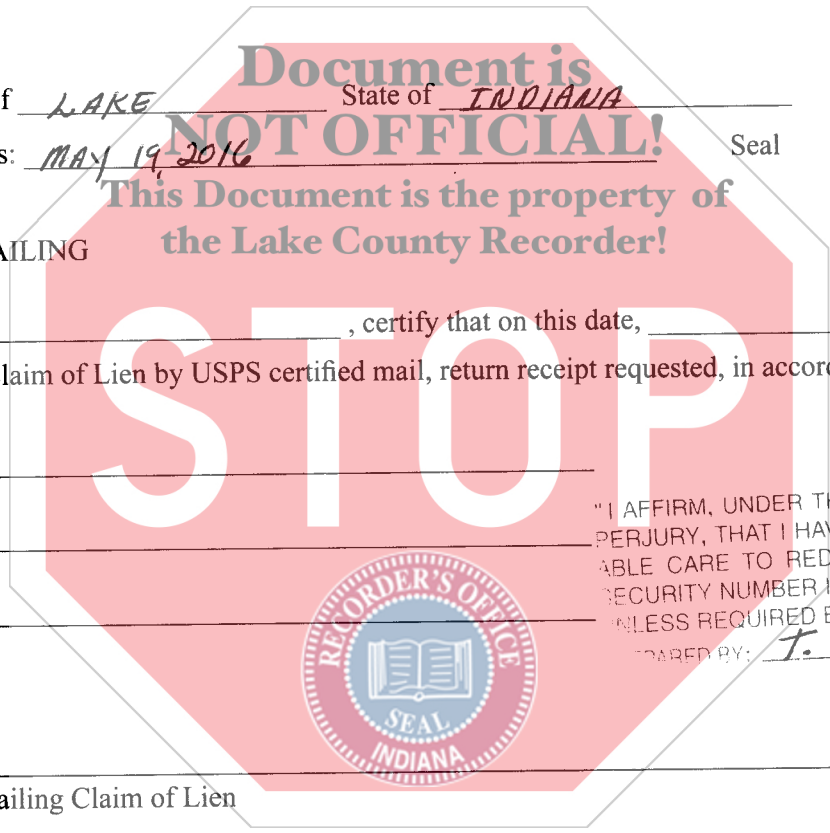 Document is
f LAKE State of INDIANA
NOT OFFICIAL!
s: MAY 19, 2016 Seal
This Document is the property of
the Lake County Recorder!
AILING
, certify that on this date,
laim of Lien by USPS certified mail, return receipt requested, in accord
STOP
"I AFFIRM, UNDER TH
PERJURY, THAT I HAV
ABLE CARE TO RED
SECURITY NUMBER I
UNLESS REQUIRED B
PARED BY: T.
RECORDER'S OFFICE
SEAL
INDIANA
ailing Claim of Lien